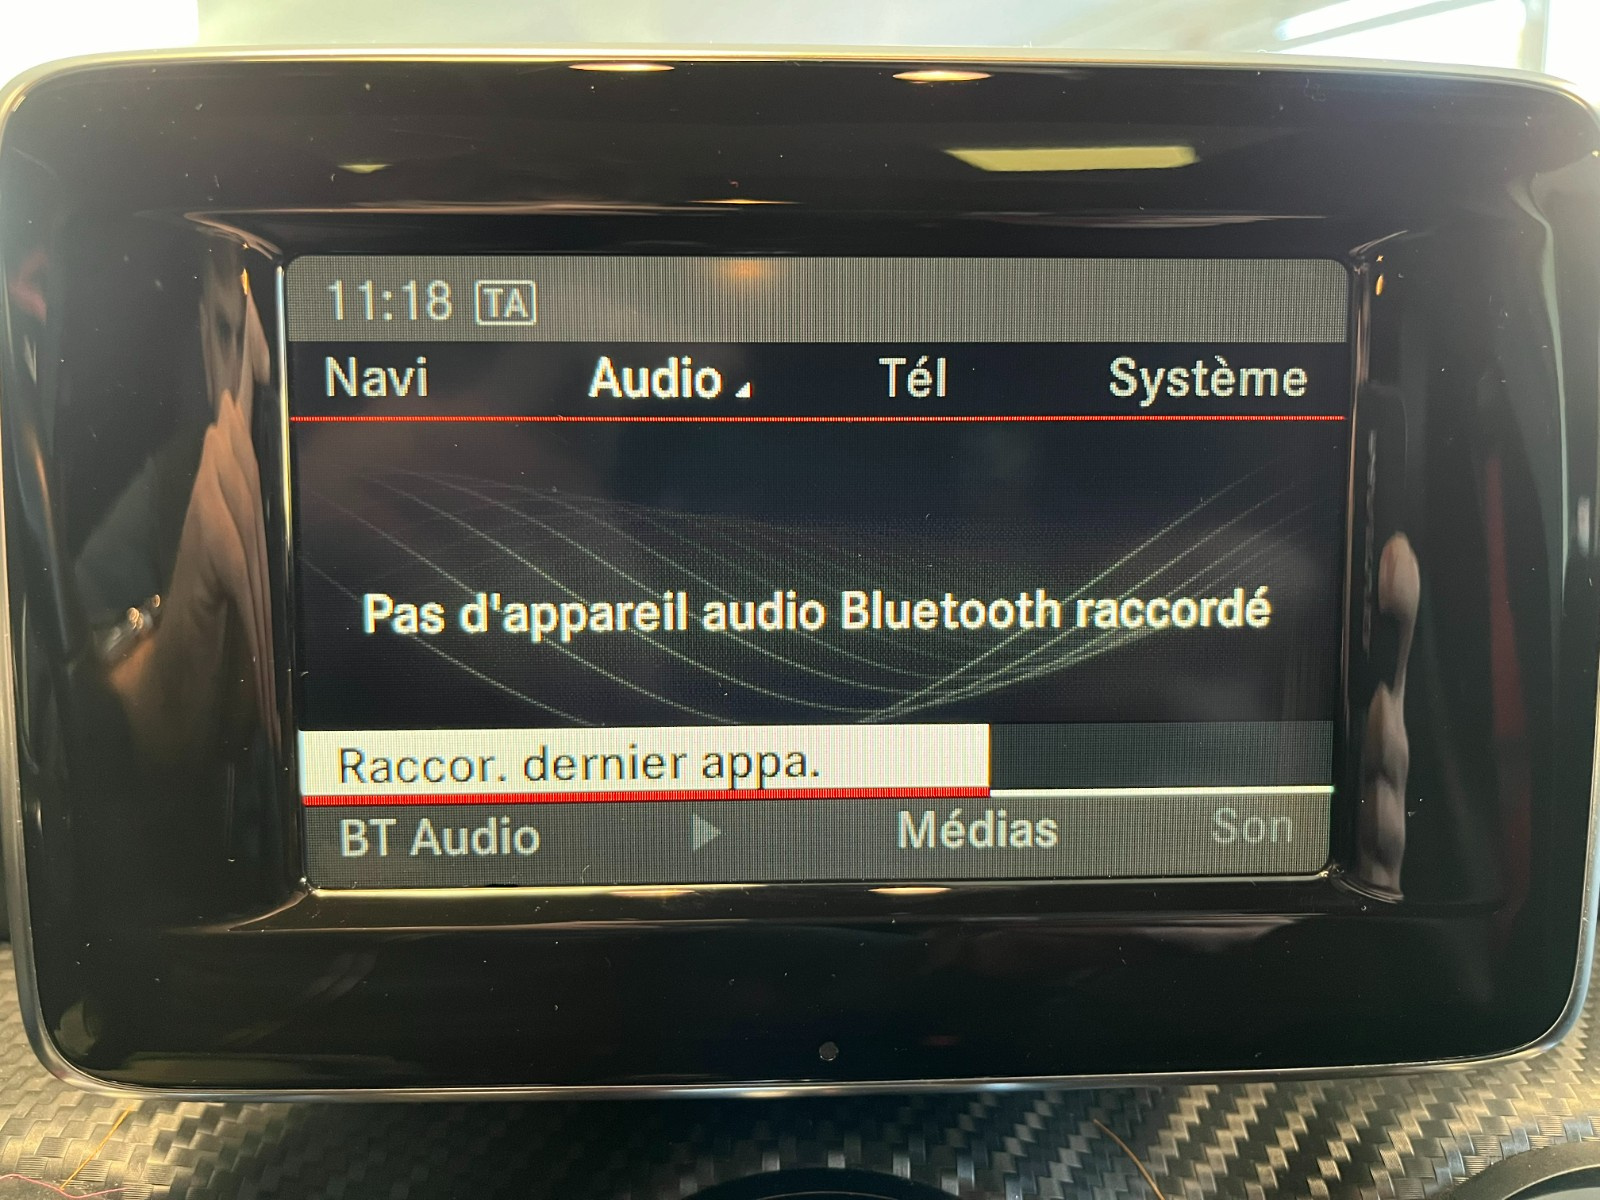 11:18 TA
Navi Audio Tél Système
Pas d'appareil audio Bluetooth raccordé
Raccor. dernier appa.
BT Audio Médias Son